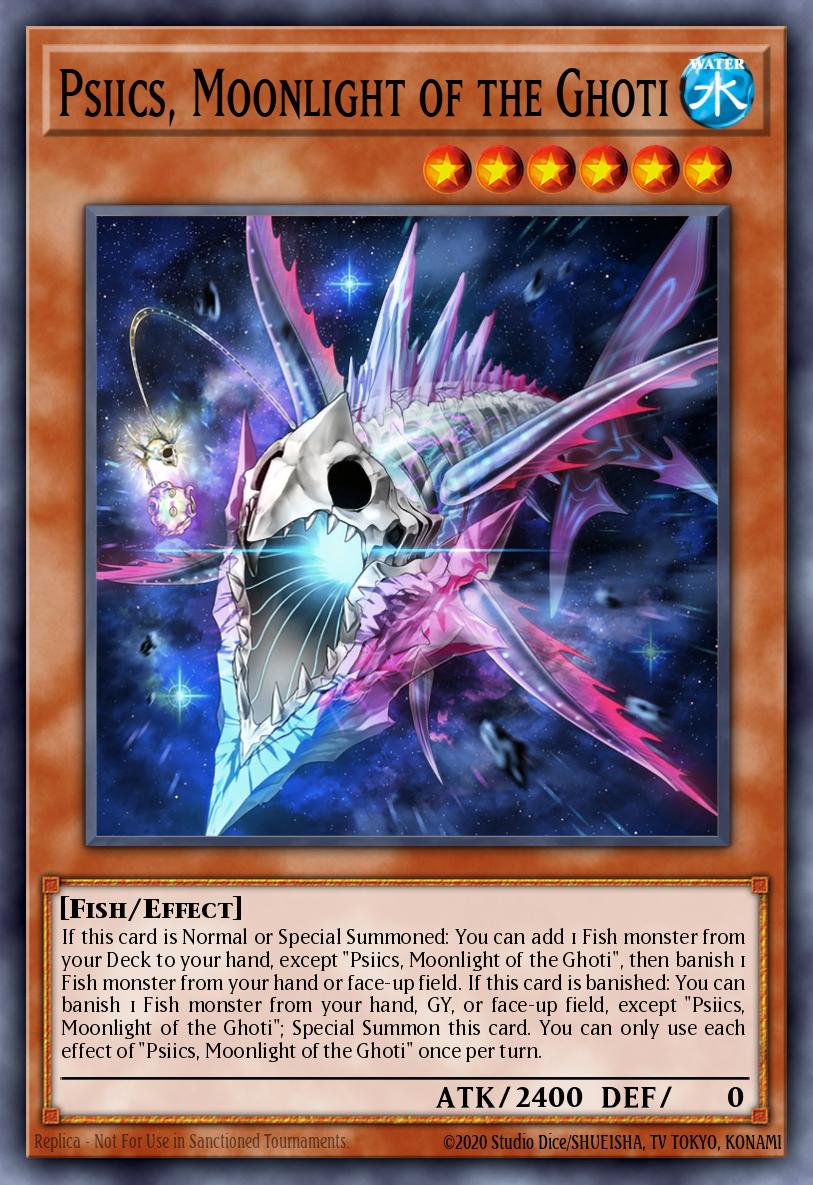 Psiics, Moonlight of the Ghoti
WATER
水
[Fish/Effect]
If this card is Normal or Special Summoned: You can add 1 Fish monster from
your Deck to your hand, except "Psiics, Moonlight of the Ghoti", then banish 1
Fish monster from your hand or face-up field. If this card is banished: You can
banish 1 Fish monster from your hand, GY, or face-up field, except "Psiics,
Moonlight of the Ghoti"; Special Summon this card. You can only use each
effect of "Psiics, Moonlight of the Ghoti" once per turn.
ATK/2400 DEF/ 0
Replica - Not For Use in Sanctioned Tournaments.
©2020 Studio Dice/SHUEISHA, TV TOKYO, KONAMI